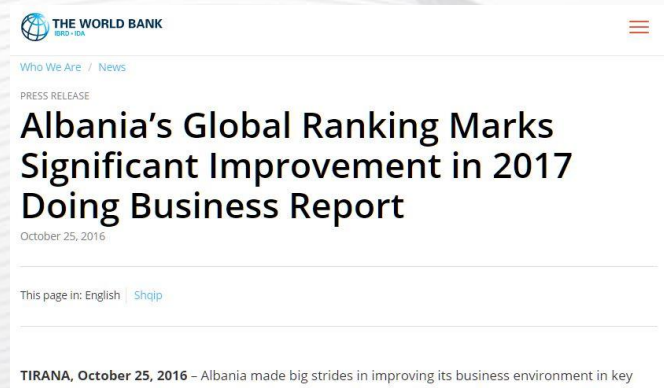 THE WORLD BANK
IBRD • IDA
Who We Are / News
PRESS RELEASE
Albania’s Global Ranking Marks
Significant Improvement in 2017
Doing Business Report
October 25, 2016
This page in: English Shqip
TIRANA, October 25, 2016 – Albania made big strides in improving its business environment in key